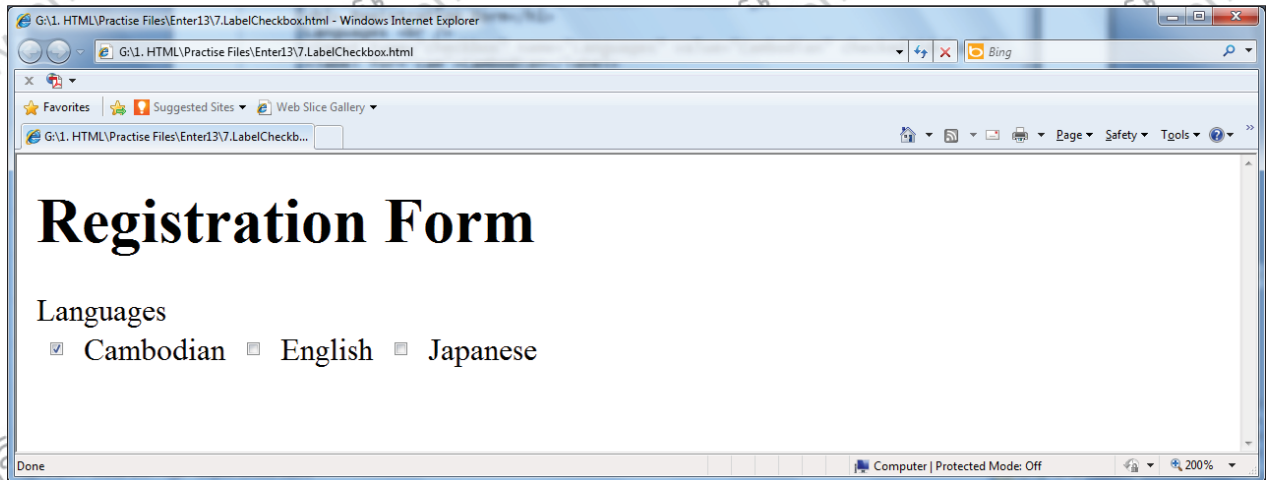 G:\1. HTML\Practise Files\Enter13\7.LabelCheckbox.html - Windows Internet Explorer
G:\1. HTML\Practise Files\Enter13\7.LabelCheckbox.html
Bing
x
Favorites Suggested Sites Web Slice Gallery
G:\1. HTML\Practise Files\Enter13\7.LabelCheckb... Page Safety Tools »
Registration Form
Languages
Cambodian English Japanese
Done Computer | Protected Mode: Off 200%